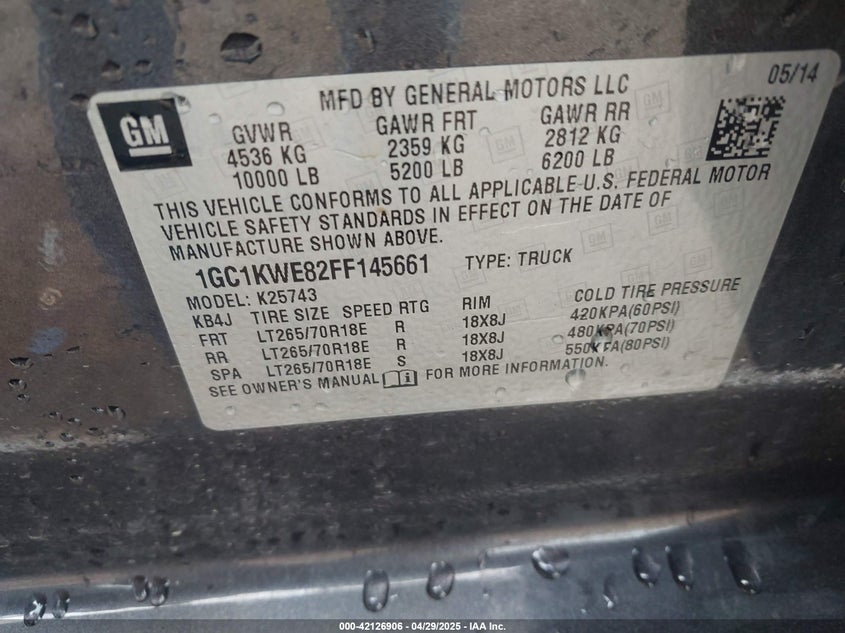 05/14
MFD BY GENERAL MOTORS LLC
GM
GVWR GAWR FRT GAWR RR
4536 KG 2359 KG 2812 KG
10000 LB 5200 LB 6200 LB
THIS VEHICLE CONFORMS TO ALL APPLICABLE U.S. FEDERAL MOTOR
VEHICLE SAFETY STANDARDS IN EFFECT ON THE DATE OF
MANUFACTURE SHOWN ABOVE.
1GC1KWE82FF145661 TYPE: TRUCK
MODEL: K25743
KB4J TIRE SIZE SPEED RTG RIM COLD TIRE PRESSURE
FRT LT265/70R18E R 18X8J 420KPA(60PSI)
RR LT265/70R18E R 18X8J 480KPA(70PSI)
SPA LT265/70R18E S 18X8J 550KPA(80PSI)
SEE OWNER'S MANUAL FOR MORE INFORMATION.
000-42126906 - 04/29/2025 - IAA Inc.